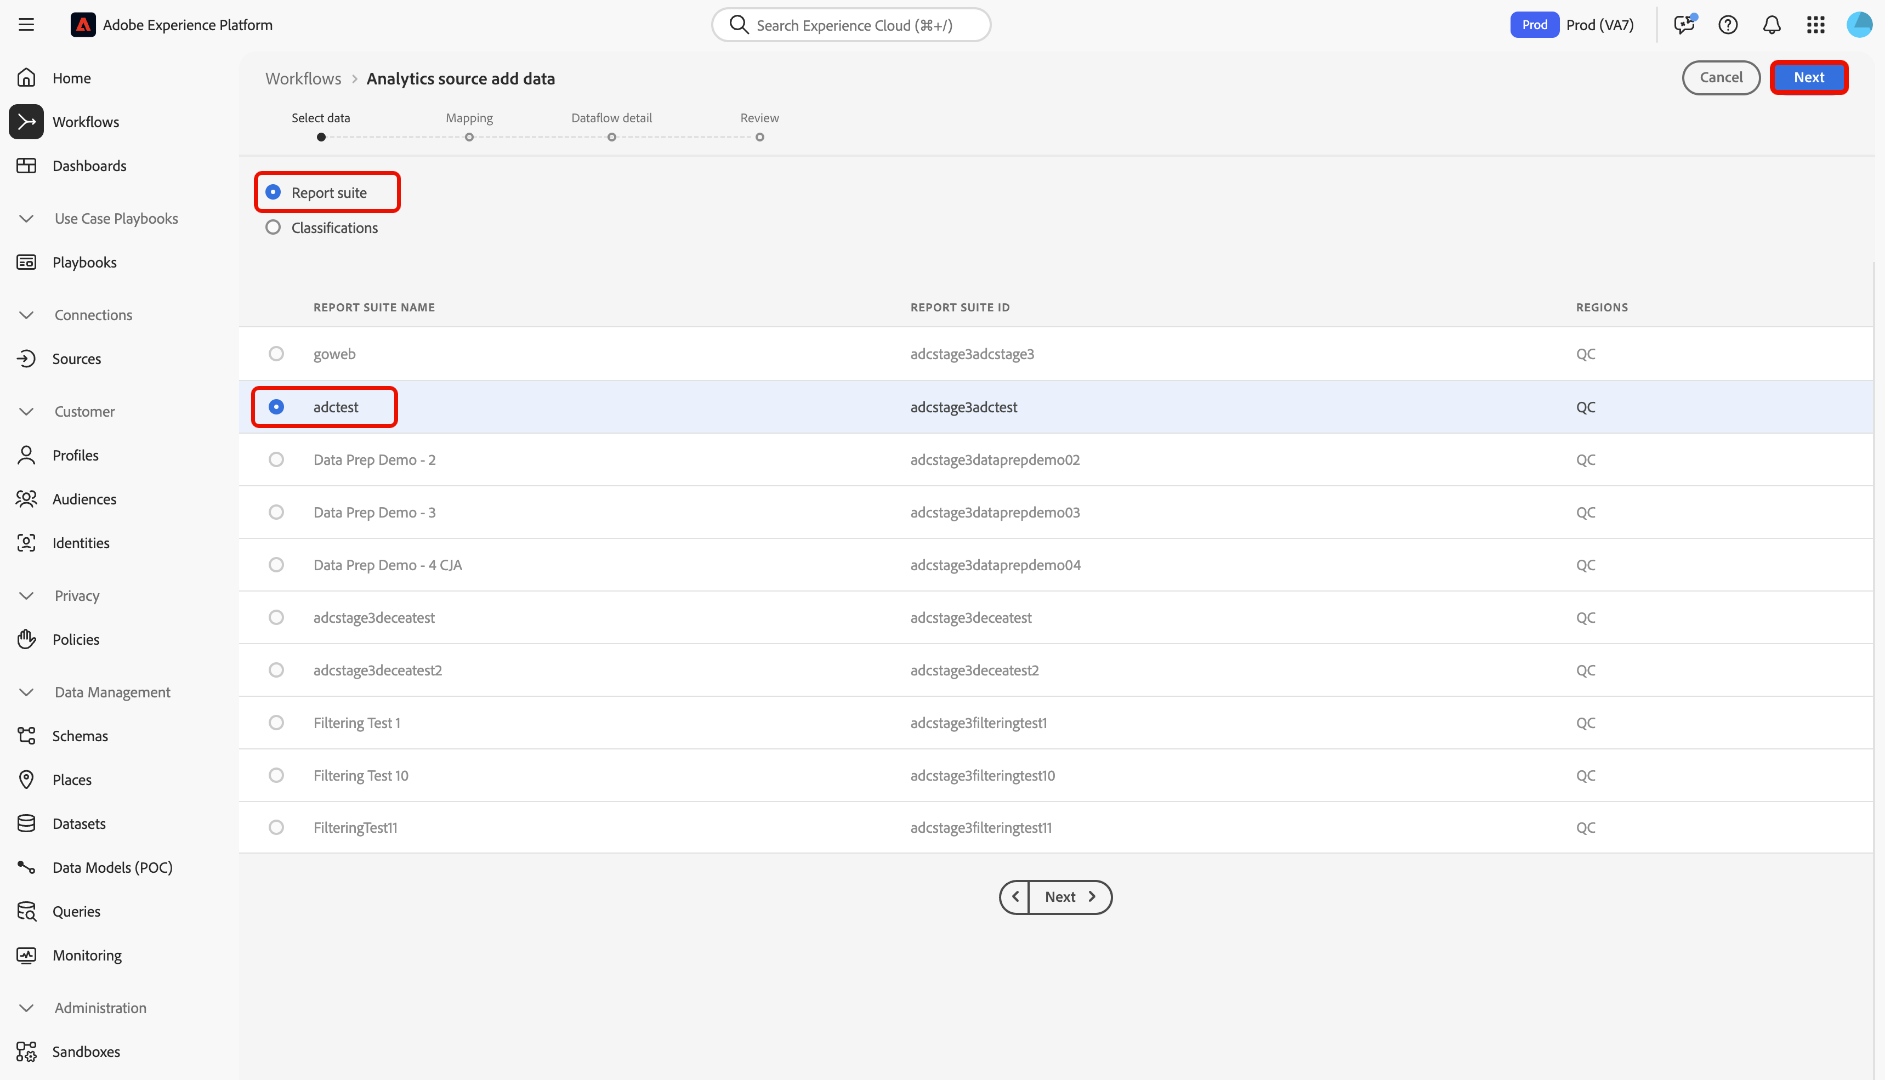 Adobe Experience Platform
Search Experience Cloud (⌘+/)
Prod
Prod (VA7)
Home
Workflows
Dashboards
Use Case Playbooks
Playbooks
Connections
Sources
Customer
Profiles
Audiences
Identities
Privacy
Policies
Data Management
Schemas
Places
Datasets
Data Models (POC)
Queries
Monitoring
Administration
Sandboxes
Workflows > Analytics source add data
Cancel
Next
Select data
Mapping
Dataflow detail
Review
Report suite
Classifications
REPORT SUITE NAME REPORT SUITE ID REGIONS
goweb adcstage3adcstage3 QC
adctest adcstage3adctest QC
Data Prep Demo - 2 adcstage3dataprepdemo02 QC
Data Prep Demo - 3 adcstage3dataprepdemo03 QC
Data Prep Demo - 4 CJA adcstage3dataprepdemo04 QC
adcstage3deceatest adcstage3deceatest QC
adcstage3deceatest2 adcstage3deceatest2 QC
Filtering Test 1 adcstage3filteringtest1 QC
Filtering Test 10 adcstage3filteringtest10 QC
FilteringTest11 adcstage3filteringtest11 QC
Next